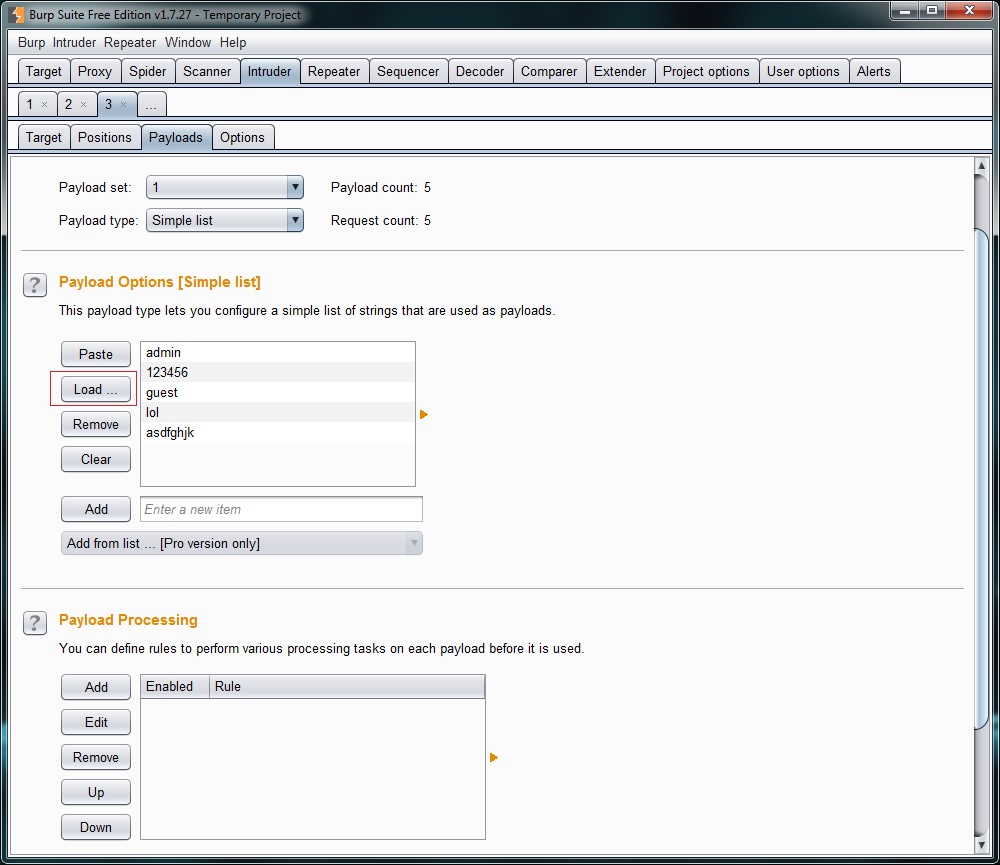 Burp Suite Free Edition v1.7.27 - Temporary Project
Burp Intruder Repeater Window Help
Target Proxy Spider Scanner Intruder Repeater Sequencer Decoder Comparer Extender Project options User options Alerts
1 × 2 × 3 × ...
Target Positions Payloads Options
Payload set: 1 Payload count: 5
Payload type: Simple list Request count: 5
? Payload Options [Simple list]
This payload type lets you configure a simple list of strings that are used as payloads.
Paste
Load ...
Remove
Clear
admin
123456
guest
lol
asdfghjk
Add Enter a new item
Add from list ... [Pro version only]
? Payload Processing
You can define rules to perform various processing tasks on each payload before it is used.
Add
Edit
Remove
Up
Down
Enabled Rule